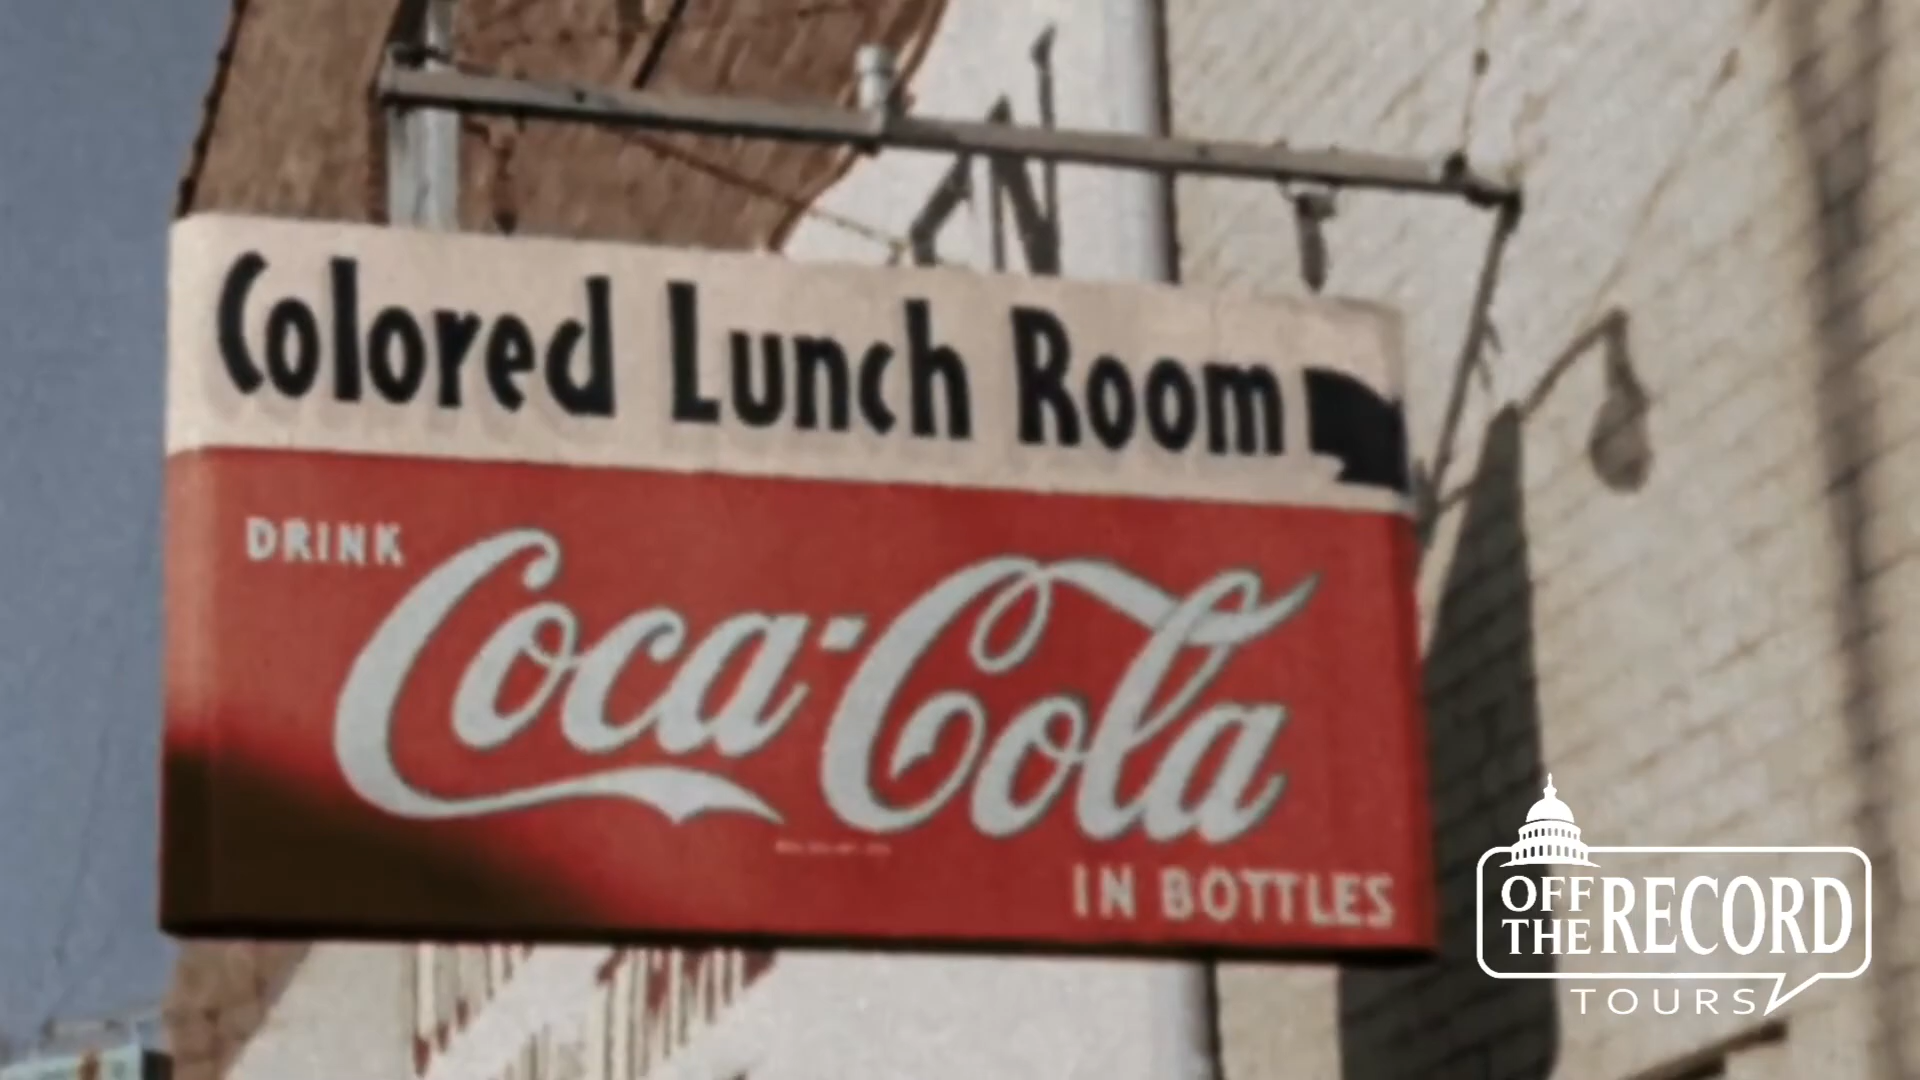 Colored Lunch Room
DRINK
Coca-Cola
IN BOTTLES
OFF
THE RECORD
TOURS